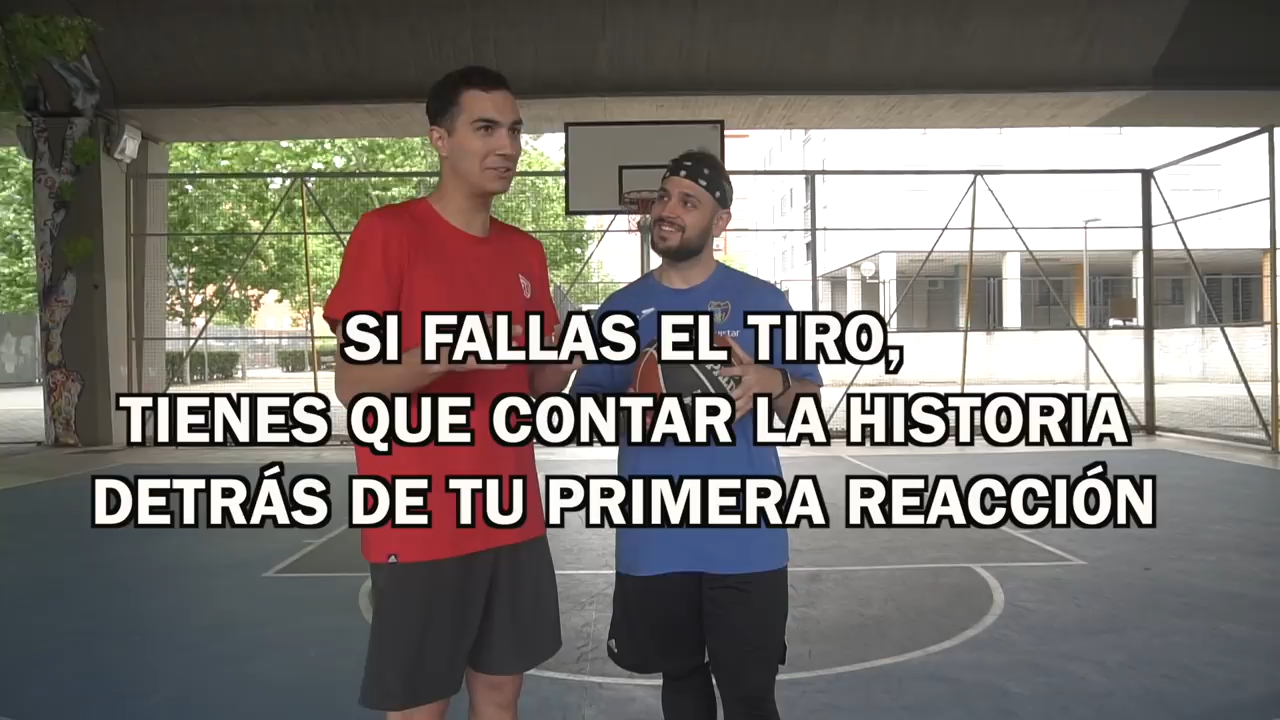 SI FALLAS EL TIRO,
TIENES QUE CONTAR LA HISTORIA
DETRÁS DE TU PRIMERA REACCIÓN